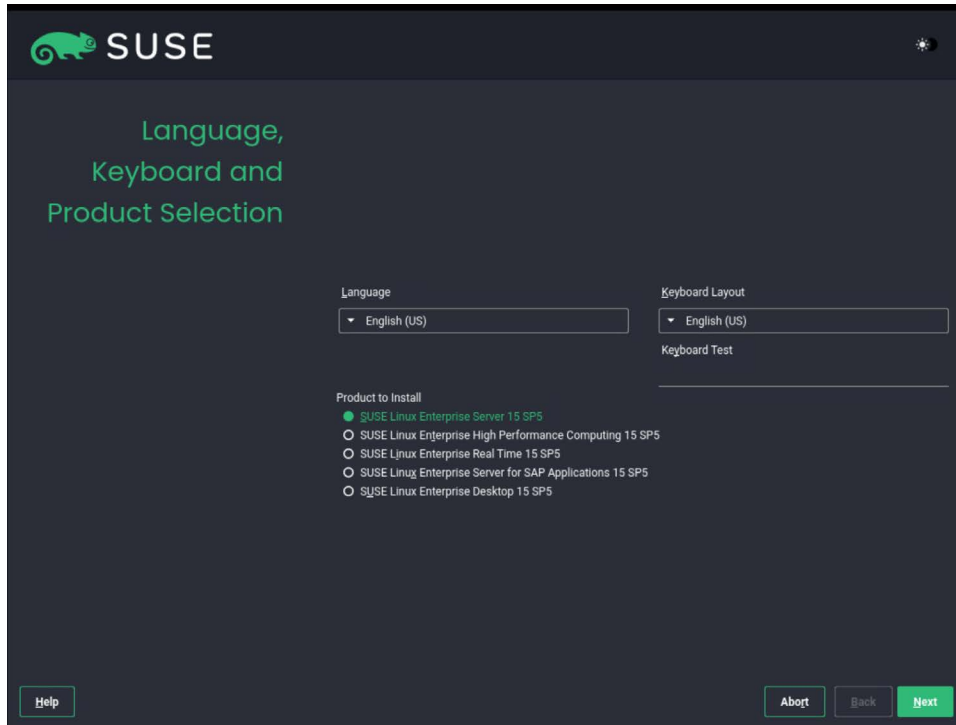 SUSE
Language,
Keyboard and
Product Selection
Language
Keyboard Layout
English (US)
English (US)
Keyboard Test
Product to Install
SUSE Linux Enterprise Server 15 SP5
SUSE Linux Enterprise High Performance Computing 15 SP5
SUSE Linux Enterprise Real Time 15 SP5
SUSE Linux Enterprise Server for SAP Applications 15 SP5
SUSE Linux Enterprise Desktop 15 SP5
Help
Abort
Back
Next